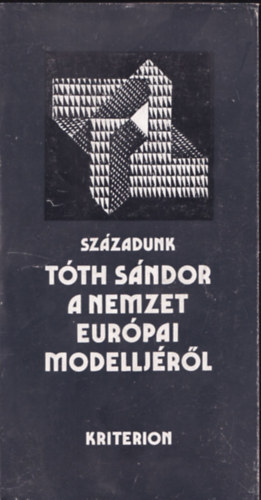 SZÁZADUNK
TÓTH SÁNDOR
A NEMZET
EURÓPAI
MODELLJÉRŐL
KRITERION